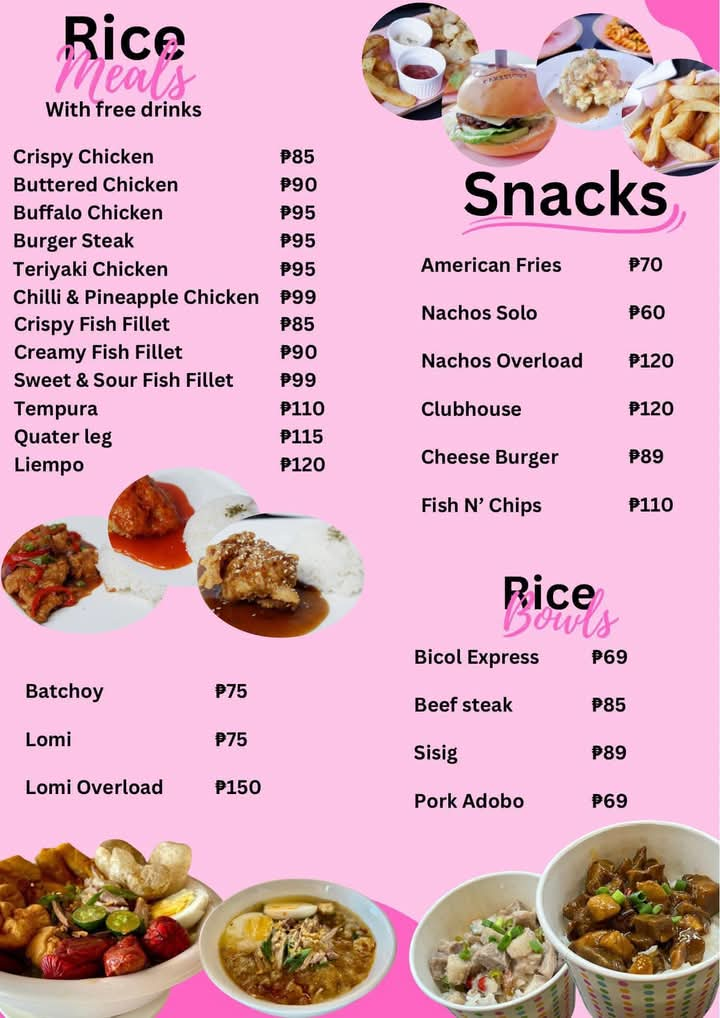 Rice
Meals
With free drinks
Crispy Chicken ₱85
Buttered Chicken ₱90
Buffalo Chicken ₱95
Burger Steak ₱95
Teriyaki Chicken ₱95
Chilli & Pineapple Chicken ₱99
Crispy Fish Fillet ₱85
Creamy Fish Fillet ₱90
Sweet & Sour Fish Fillet ₱99
Tempura ₱110
Quater leg ₱115
Liempo ₱120
Batchoy ₱75
Lomi ₱75
Lomi Overload ₱150
Snacks
American Fries ₱70
Nachos Solo ₱60
Nachos Overload ₱120
Clubhouse ₱120
Cheese Burger ₱89
Fish N’ Chips ₱110
Rice
Bowls
Bicol Express ₱69
Beef steak ₱85
Sisig ₱89
Pork Adobo ₱69